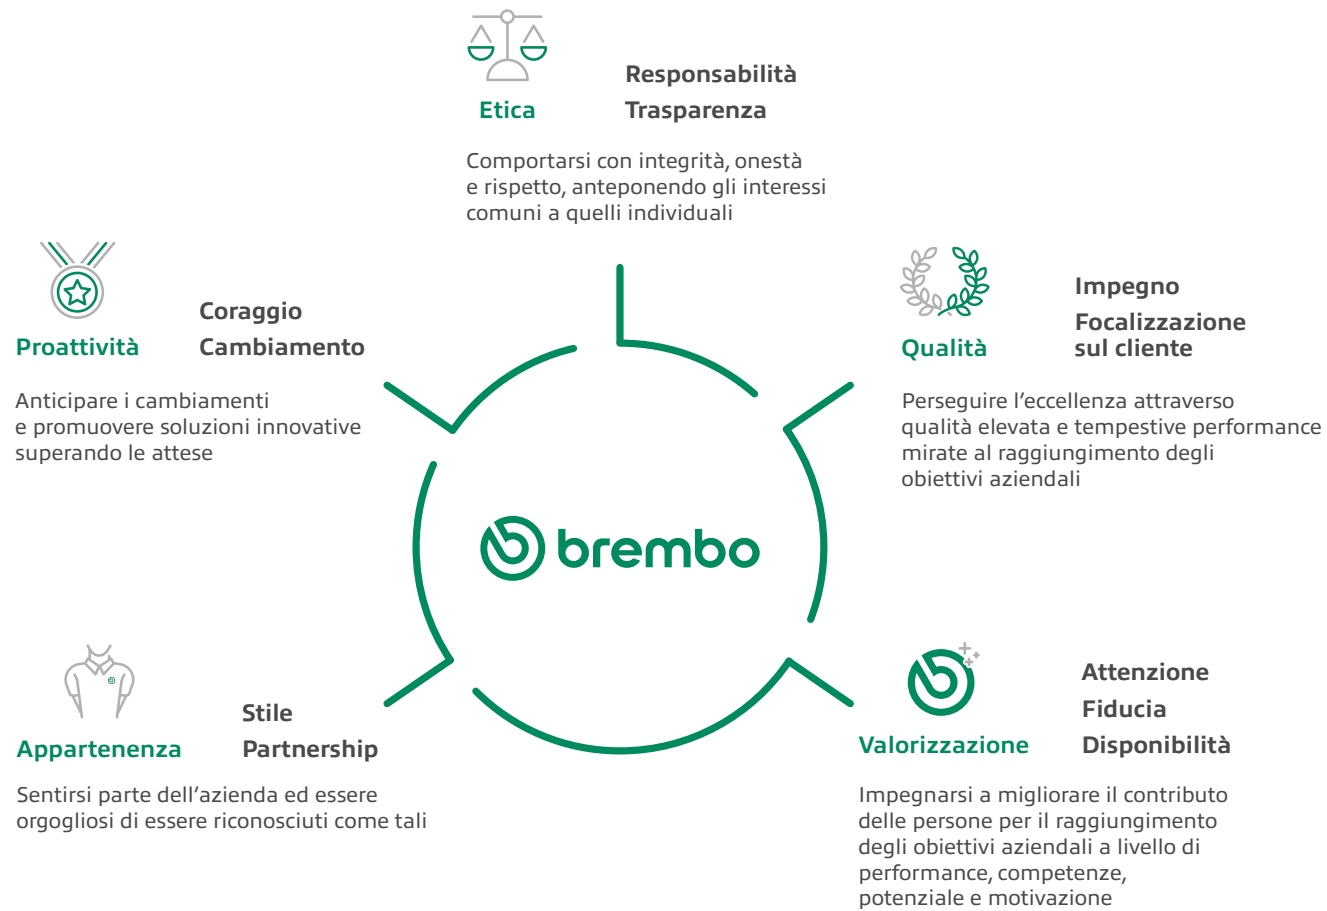 Etica
Responsabilità
Trasparenza
Comportarsi con integrità, onestà
e rispetto, anteponendo gli interessi
comuni a quelli individuali
Proattività
Coraggio
Cambiamento
Anticipare i cambiamenti
e promuovere soluzioni innovative
superando le attese
Qualità
Impegno
Focalizzazione
sul cliente
Perseguire l’eccellenza attraverso
qualità elevata e tempestive performance
mirate al raggiungimento degli
obiettivi aziendali
brembo
Appartenenza
Stile
Partnership
Sentirsi parte dell’azienda ed essere
orgogliosi di essere riconosciuti come tali
Valorizzazione
Attenzione
Fiducia
Disponibilità
Impegnarsi a migliorare il contributo
delle persone per il raggiungimento
degli obiettivi aziendali a livello di
performance, competenze,
potenziale e motivazione